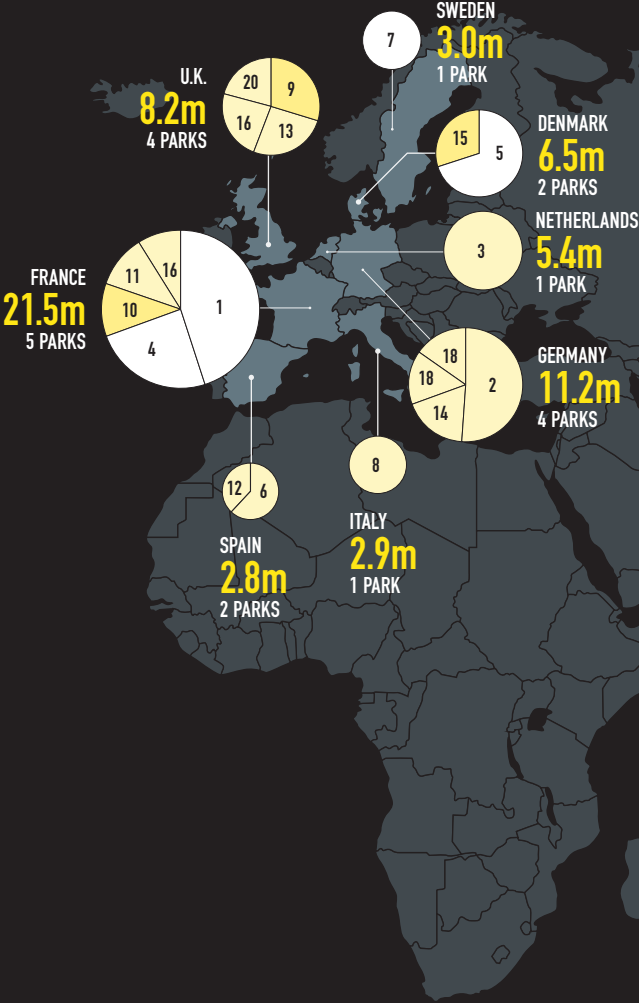 SWEDEN
3.0m
1 PARK
7
U.K.
8.2m
4 PARKS
20
9
16
13
DENMARK
6.5m
2 PARKS
15
5
NETHERLANDS
5.4m
1 PARK
3
FRANCE
21.5m
5 PARKS
16
11
10
1
4
GERMANY
11.2m
4 PARKS
18
18
2
14
8
ITALY
2.9m
1 PARK
12
6
SPAIN
2.8m
2 PARKS